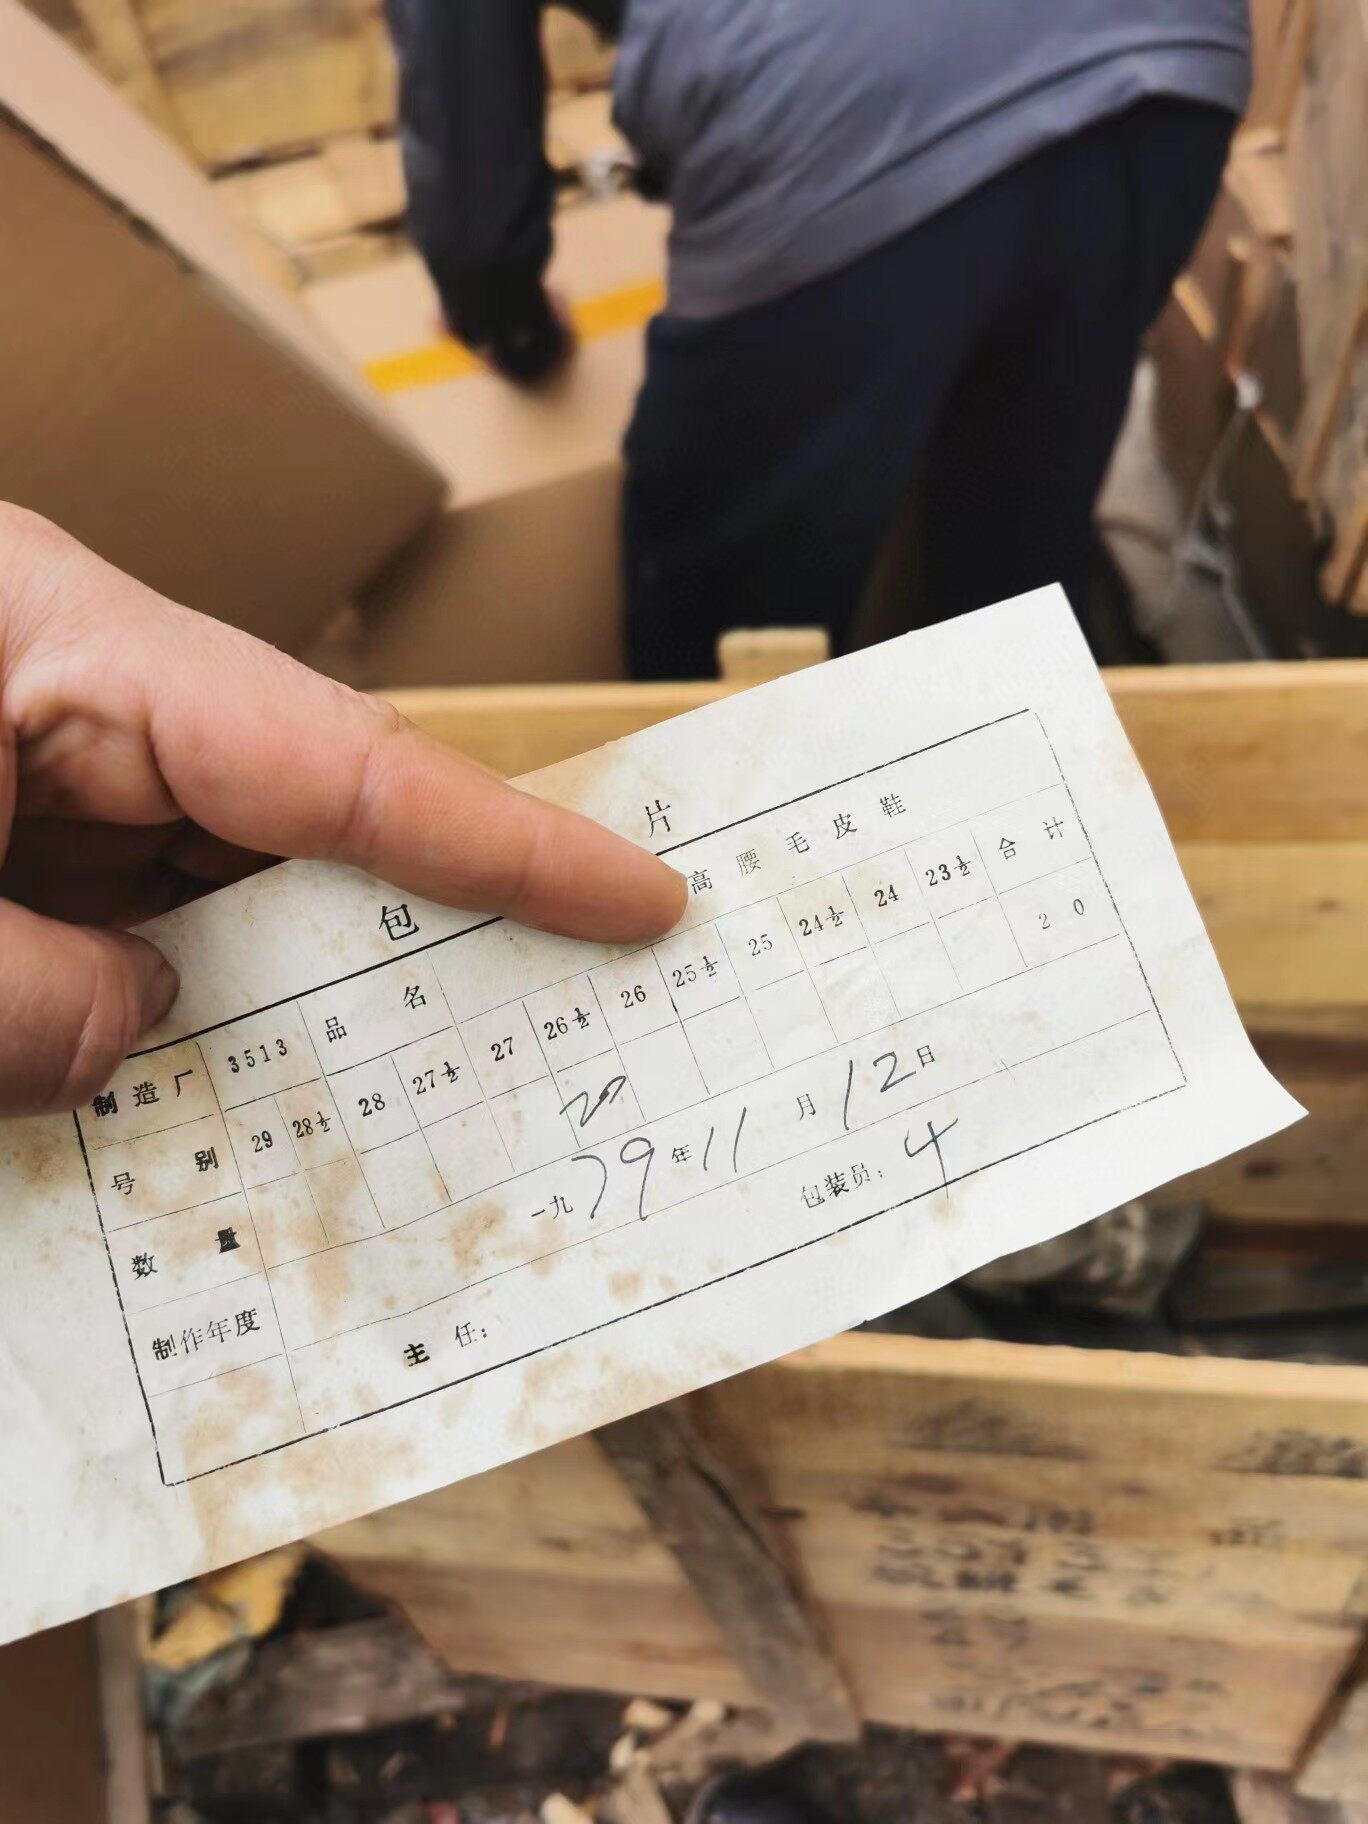 包 片
制造厂 3513 品名 高腰毛皮鞋
号别 29 28½ 28 27½ 27 26½ 26 25½ 25 24½ 24 23½ 合计
数量 20 20
制作年度 一九79年11月12日
主任： 包装员：4